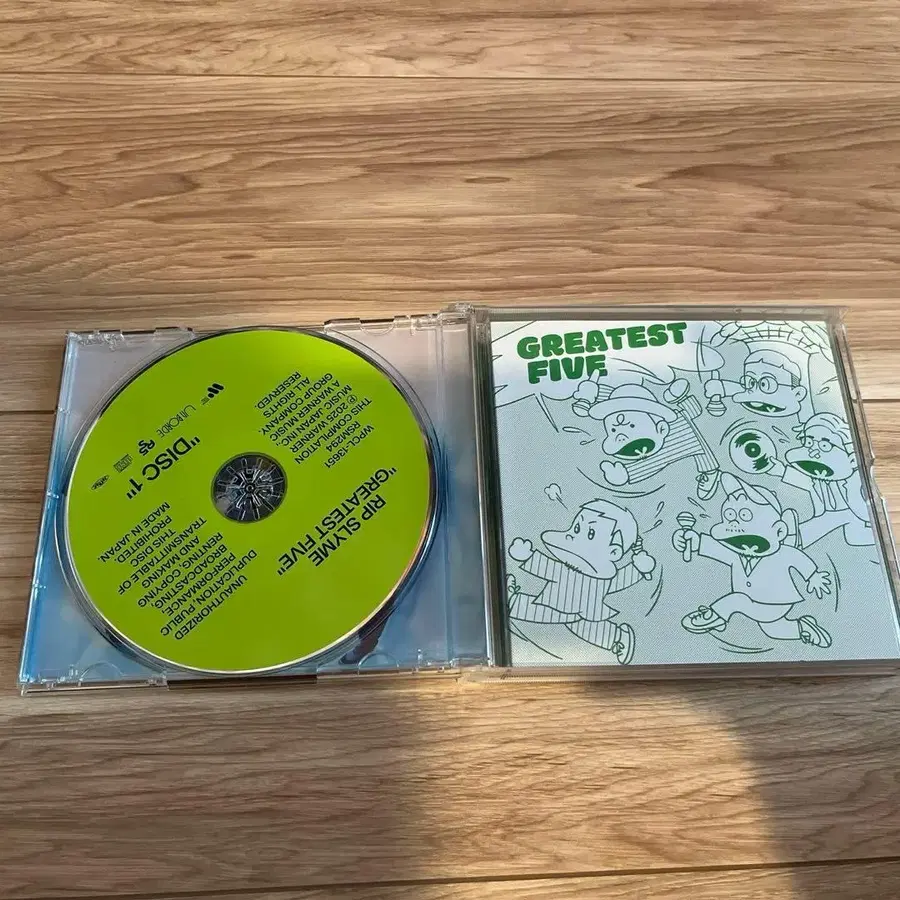 RIP SLYME
"GREATEST FIVE"
WPCL-13651
RSM294
THIS COMPILATION
℗ 2025 WARNER
MUSIC JAPAN INC.
A WARNER MUSIC
GROUP COMPANY.
ALL RIGHTS
RESERVED.
"DISC 1"
UNAUTHORIZED
DUPLICATION, PUBLIC
PERFORMANCE,
BROADCASTING,
RENTING, COPYING
AND MAKING
TRANSMITTABLE OF
THIS DISC
PROHIBITED.
MADE IN JAPAN
GREATEST
FIVE